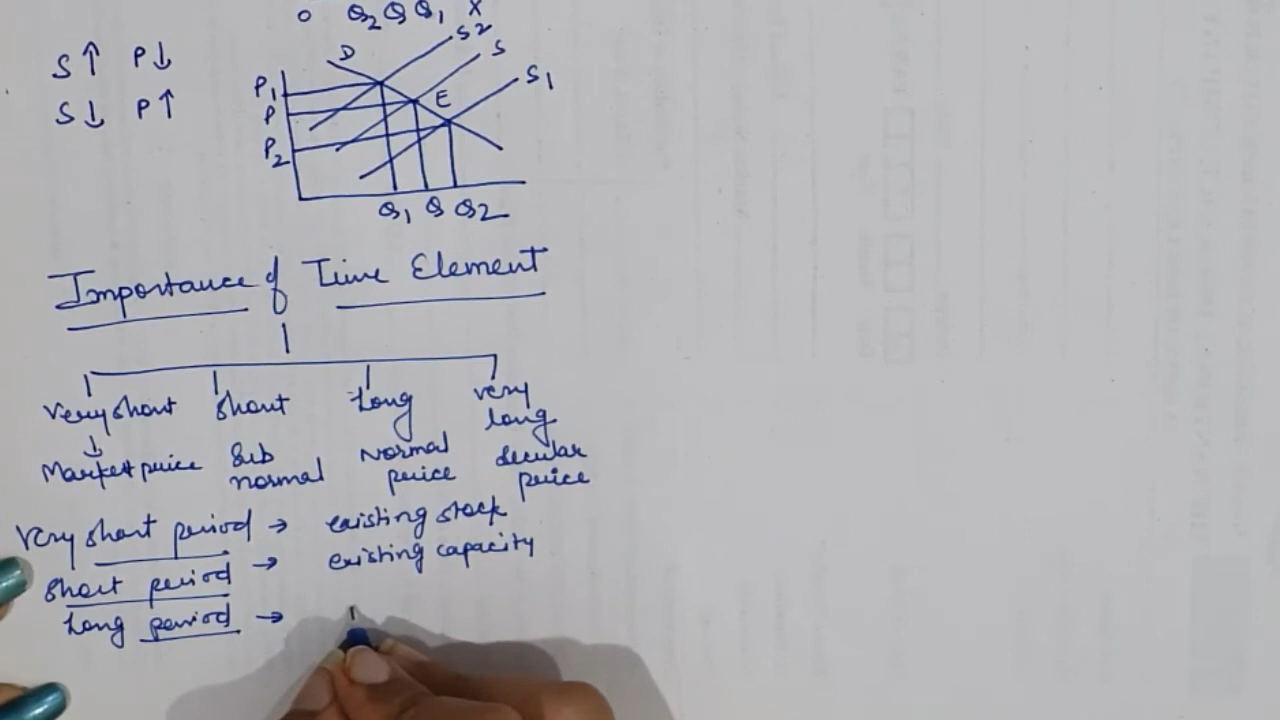 O Q2 Q Q1 X
S↑ P↓
S↓ P↑
D S2 S S1
P1
P E
P2
Q1 Q Q2
Importance of Time Element
Very short short Long very long
↓
Market price Sub normal Normal price Secular price
Very short period → existing stock
short period → existing capacity
Long period →